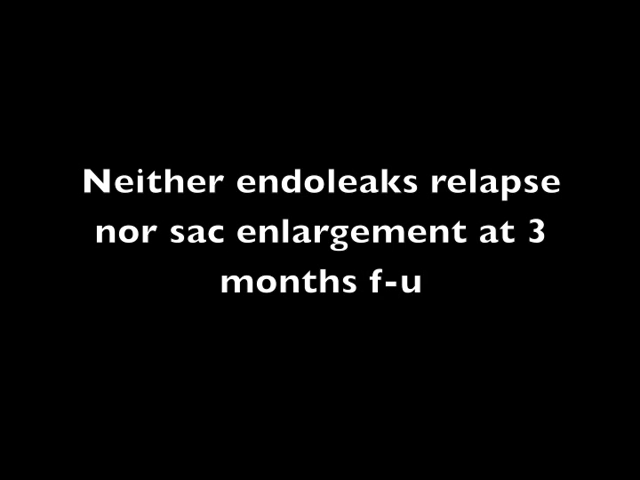 Neither endoleaks relapse
nor sac enlargement at 3
months f-u